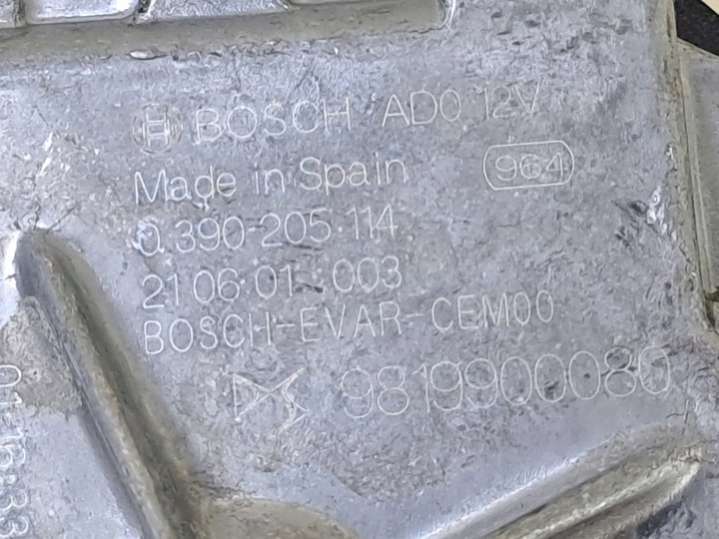 BOSCH AD0 12V
Made in Spain 964
0.390-205-114
21 06 01 003
BOSCH-EVAR-CEM00
9819900080